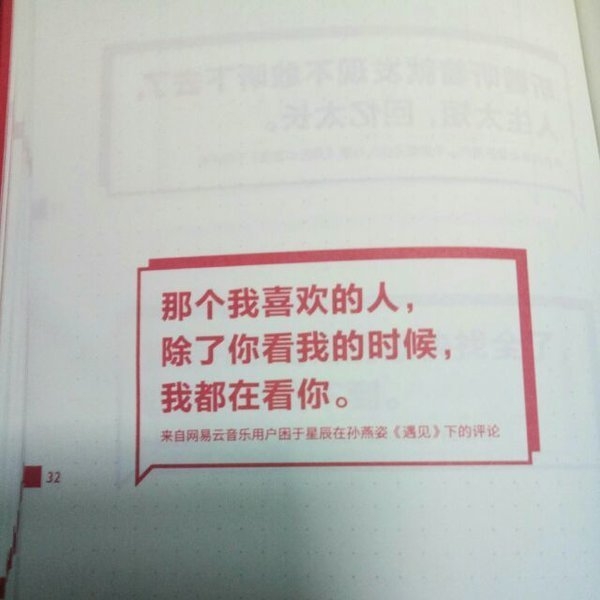 那个我喜欢的人，
除了你看我的时候，
我都在看你。
来自网易云音乐用户困于星辰在孙燕姿《遇见》下的评论
32